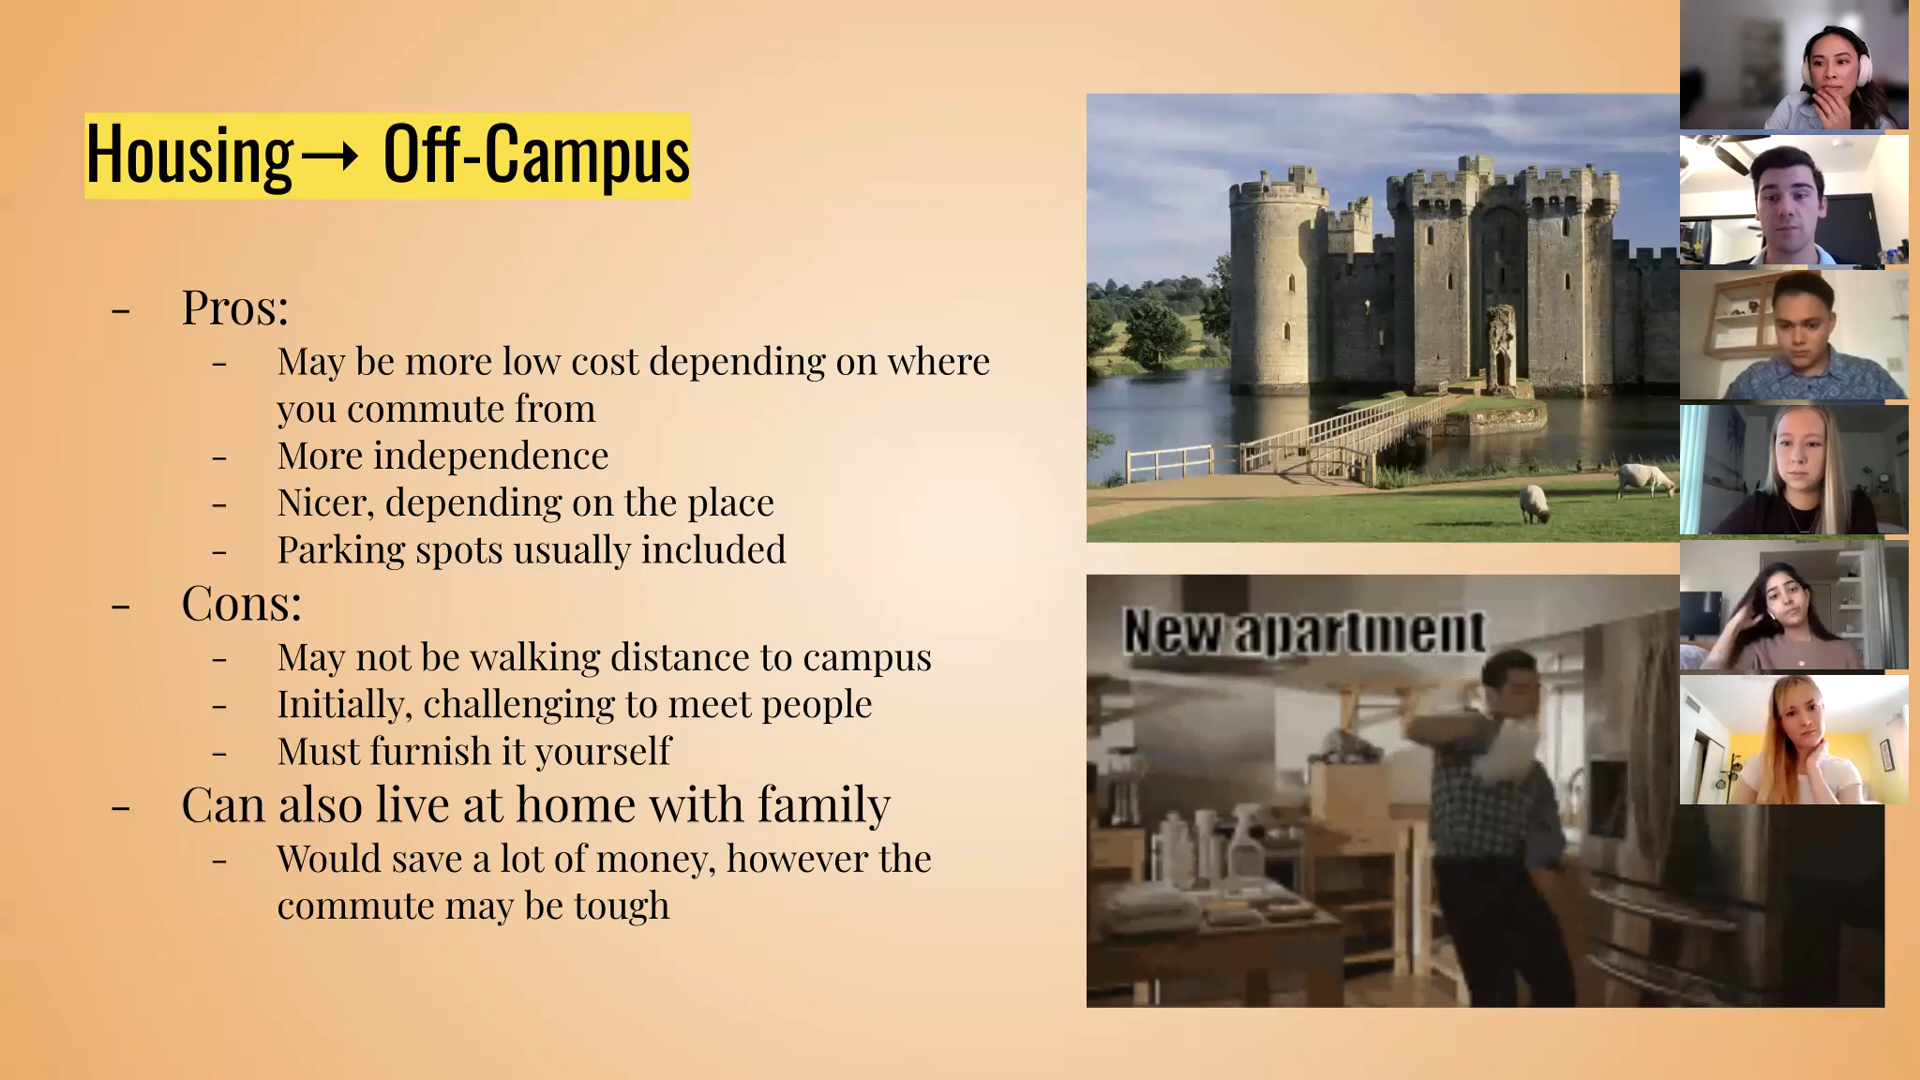 Housing→ Off-Campus
- Pros:
- May be more low cost depending on where
you commute from
- More independence
- Nicer, depending on the place
- Parking spots usually included
- Cons:
- May not be walking distance to campus
- Initially, challenging to meet people
- Must furnish it yourself
- Can also live at home with family
- Would save a lot of money, however the
commute may be tough
New apartment